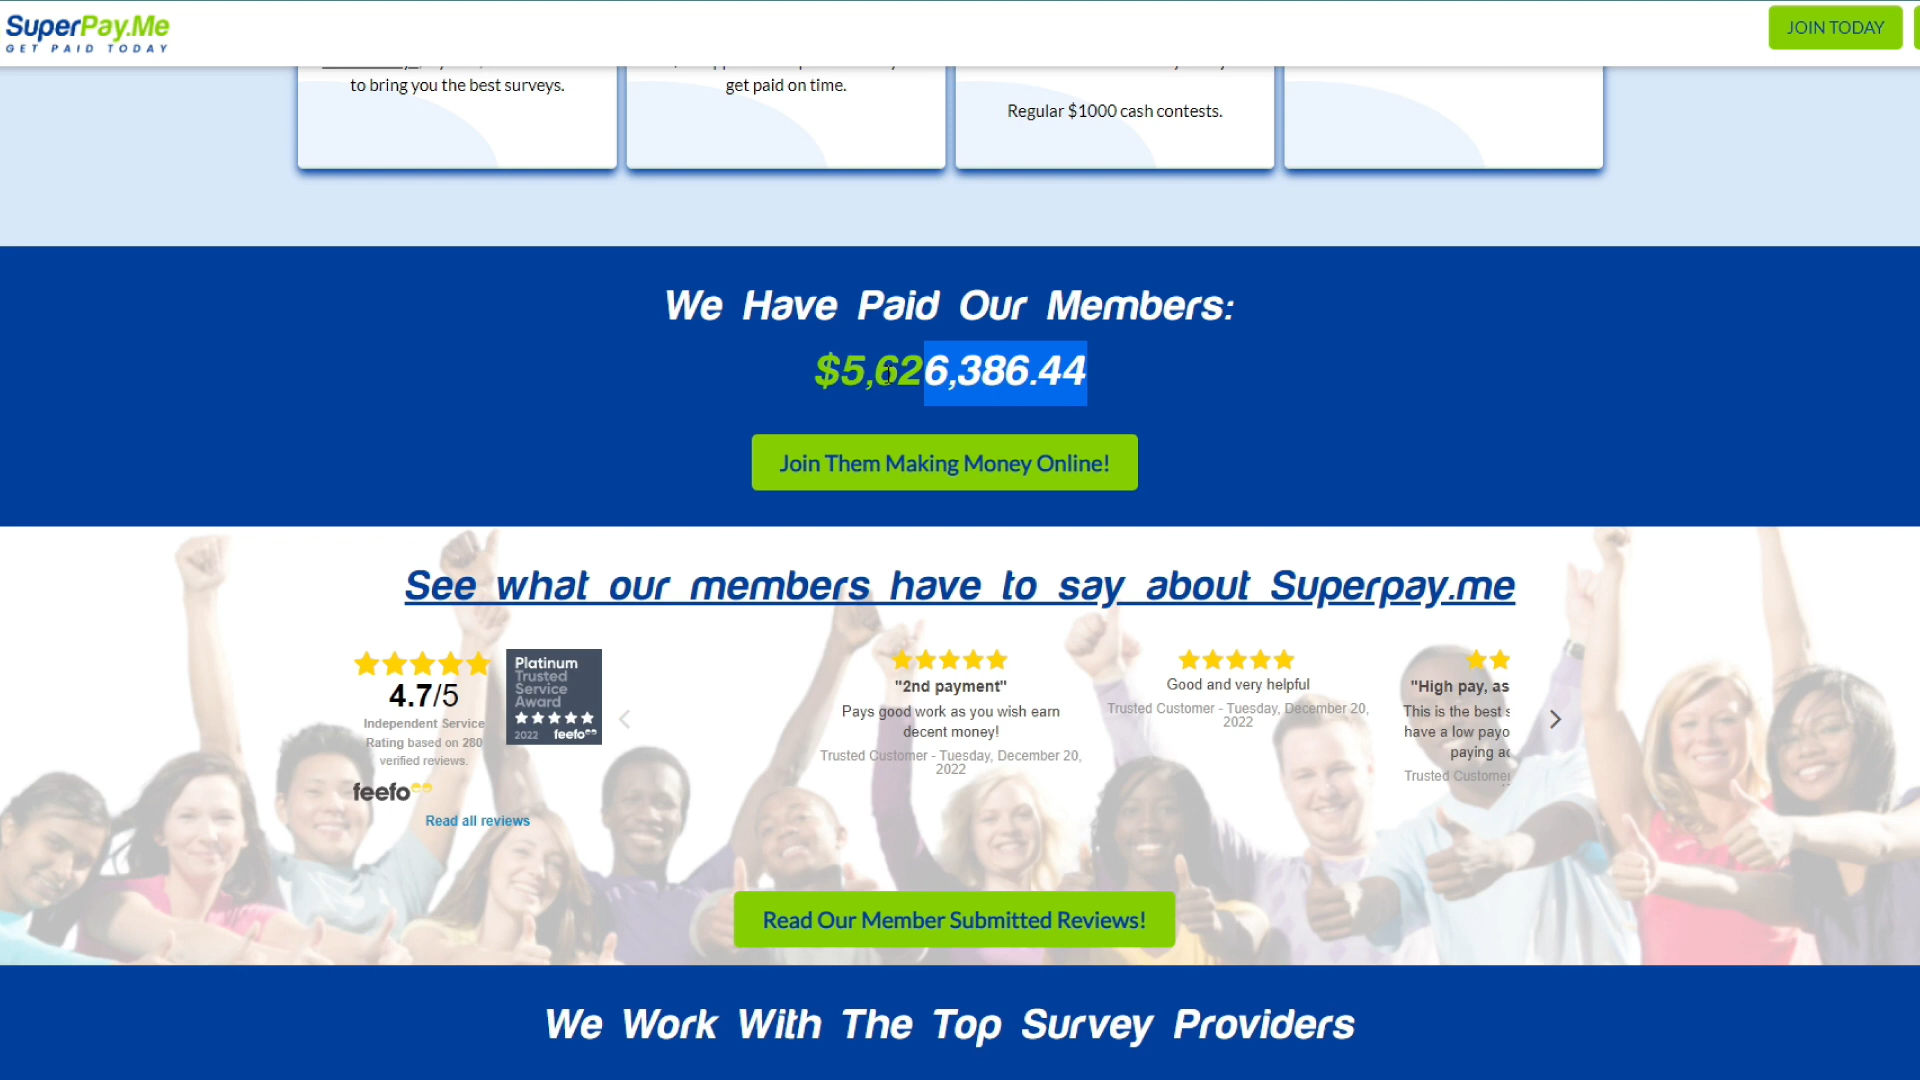 SuperPay.Me
GET PAID TODAY
JOIN TODAY
to bring you the best surveys.
get paid on time.
Regular $1000 cash contests.
We Have Paid Our Members:
$5,626,386.44
Join Them Making Money Online!
See what our members have to say about Superpay.me
4.7/5
Independent Service
Rating based on 280
verified reviews.
feefo
Read all reviews
Platinum
Trusted
Service
Award
2022 feefo
"2nd payment"
Pays good work as you wish earn
decent money!
Trusted Customer - Tuesday, December 20,
2022
Good and very helpful
Trusted Customer - Tuesday, December 20,
2022
"High pay, as
This is the best s
have a low payo
paying ac
Trusted Customer
Read Our Member Submitted Reviews!
We Work With The Top Survey Providers